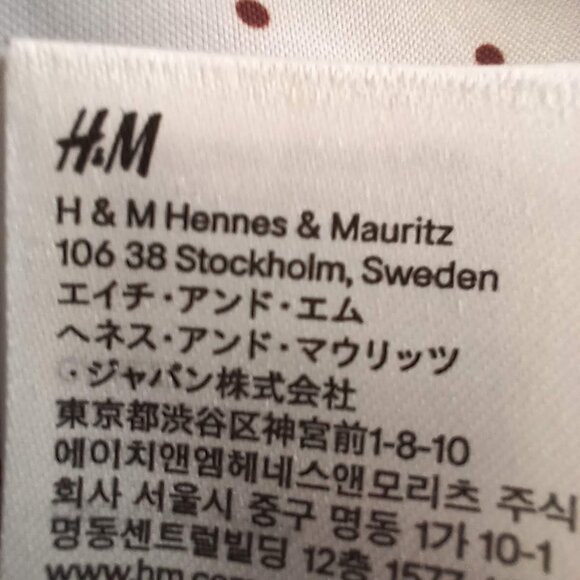 H&M
H & M Hennes & Mauritz
106 38 Stockholm, Sweden
エイチ・アンド・エム
ヘネス・アンド・マウリッツ
・ジャパン株式会社
東京都渋谷区神宮前1-8-10
에이치앤엠헤네스앤모리츠 주식
회사 서울시 중구 명동 1가 10-1
명동센트럴빌딩 12층 1577
www.hm.com